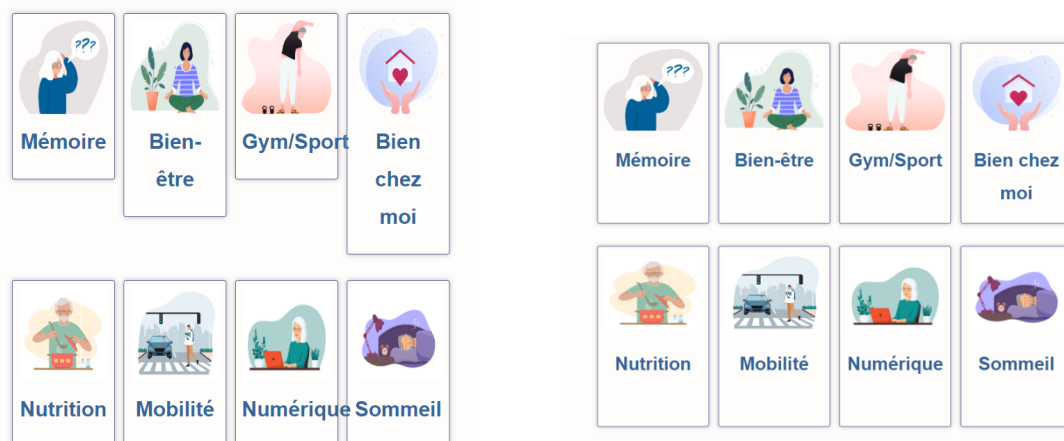 ???
Mémoire
Bien-
être
Gym/Sport
Bien
chez
moi
Nutrition
Mobilité
Numérique
Sommeil
???
Mémoire
Bien-être
Gym/Sport
Bien chez
moi
Nutrition
Mobilité
Numérique
Sommeil